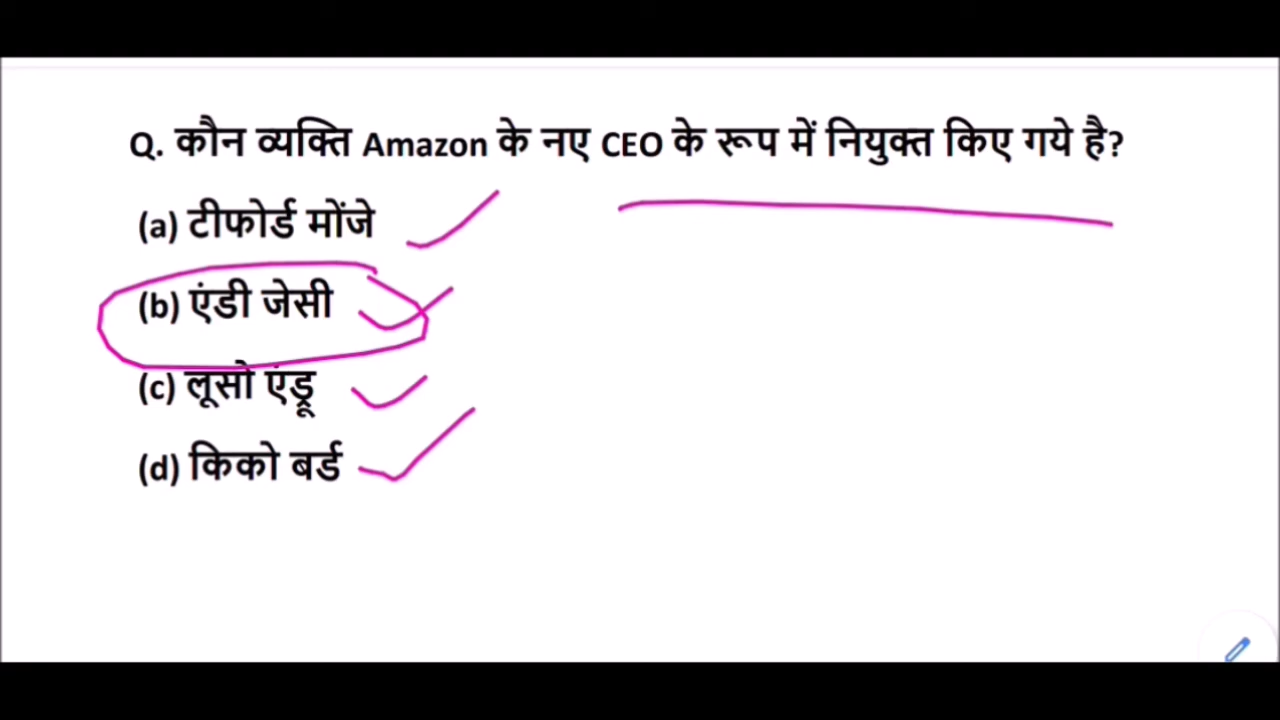 Q. कौन व्यक्ति Amazon के नए CEO के रूप में नियुक्त किए गये है?
(a) टीफोर्ड मोंजे
(b) एंडी जेसी
(c) लूसो एंड्रू
(d) किको बर्ड